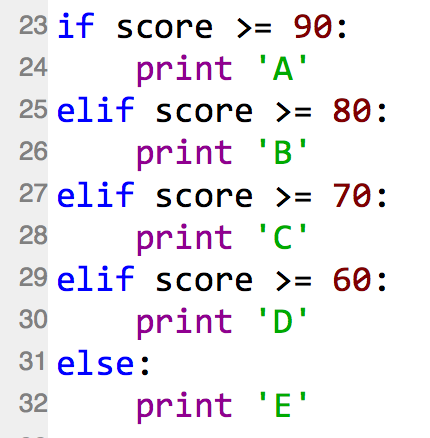 23 if score >= 90:
24     print 'A'
25 elif score >= 80:
26     print 'B'
27 elif score >= 70:
28     print 'C'
29 elif score >= 60:
30     print 'D'
31 else:
32     print 'E'